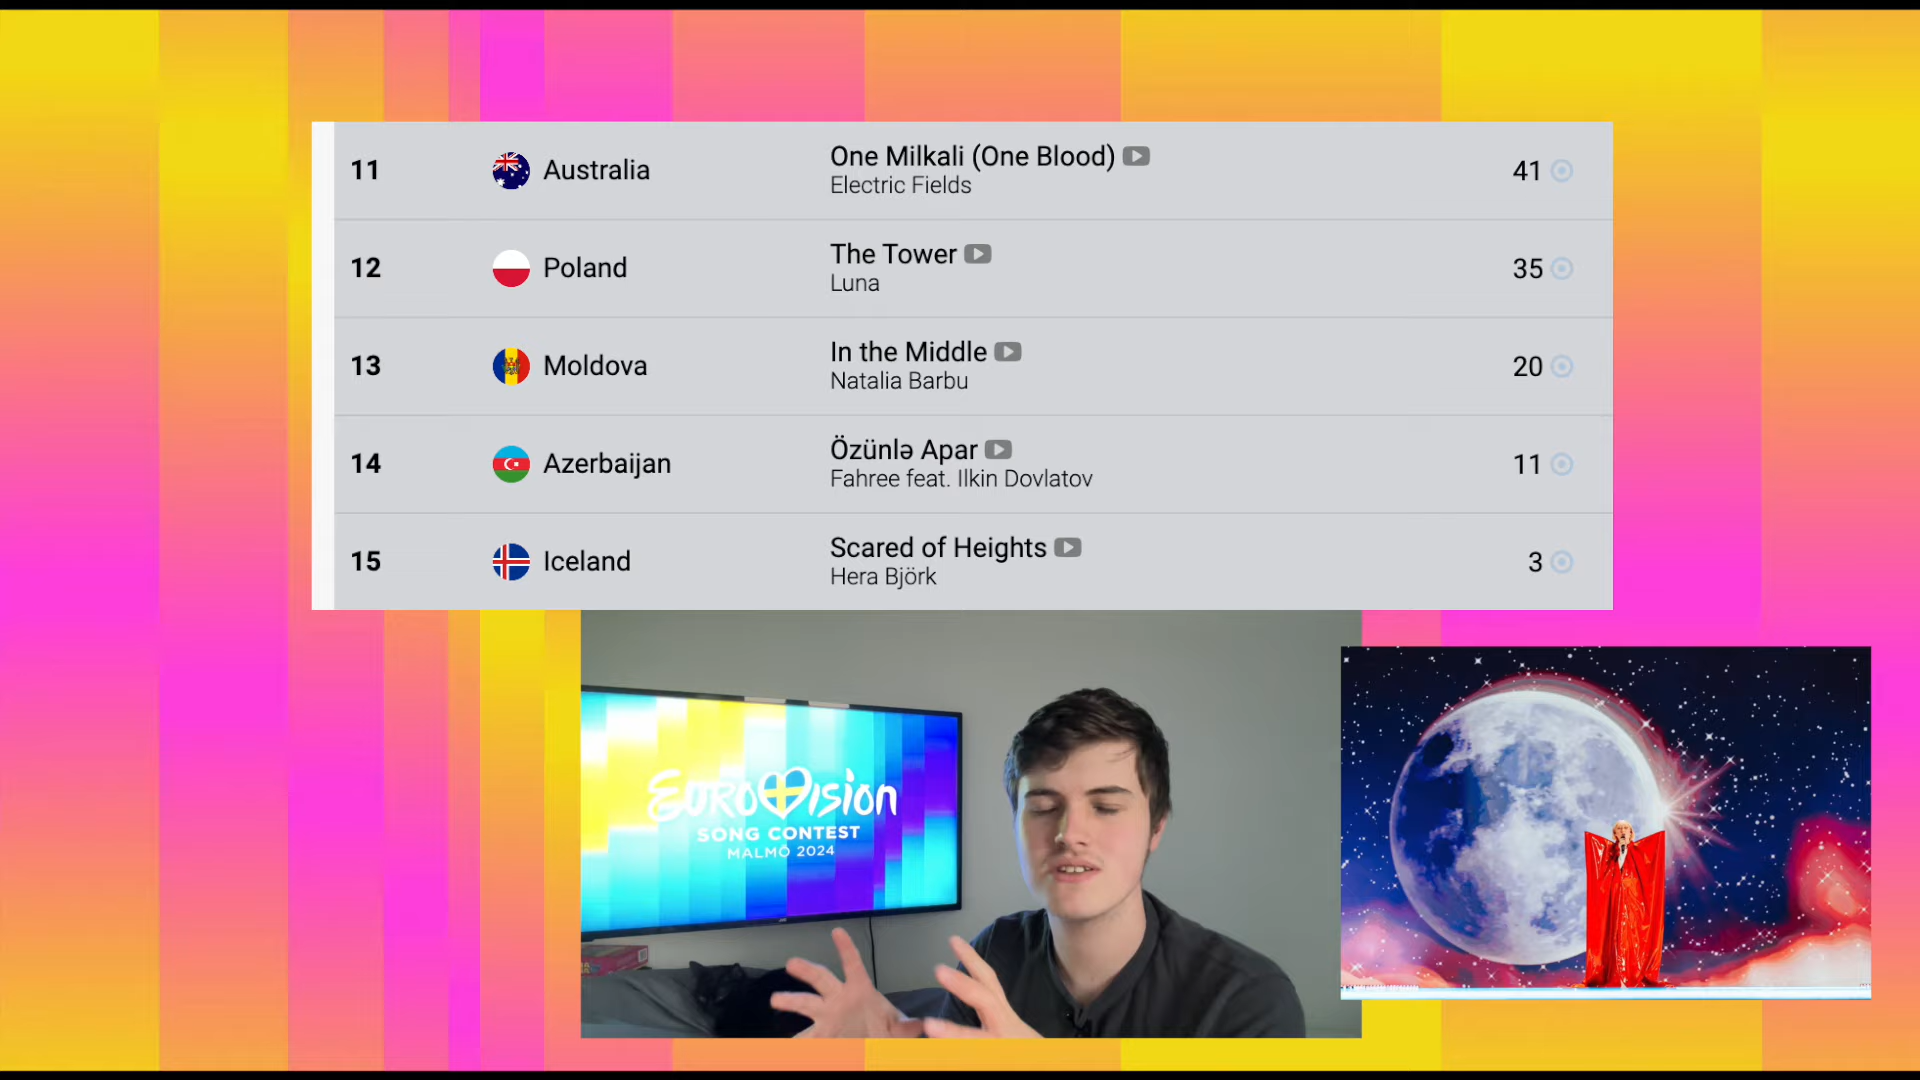 11 Australia One Milkali (One Blood) 41
Electric Fields
12 Poland The Tower 35
Luna
13 Moldova In the Middle 20
Natalia Barbu
14 Azerbaijan Özünlə Apar 11
Fahree feat. Ilkin Dovlatov
15 Iceland Scared of Heights 3
Hera Björk
EUROVISION
SONG CONTEST
MALMÖ 2024